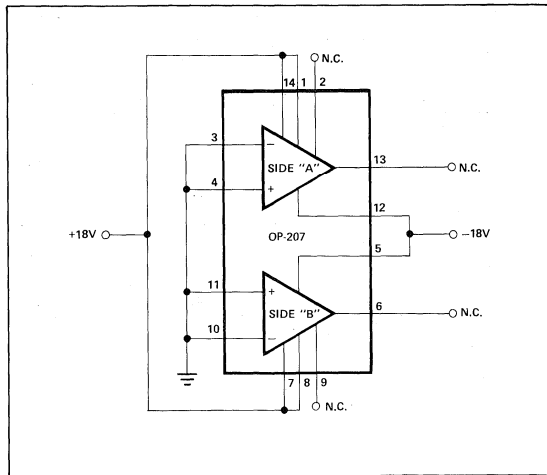 N.C.
14 1 2
3
SIDE "A"
−
+
4
13
N.C.
12
+18V
OP-207
−18V
5
11
+
SIDE "B"
−
10
6
N.C.
7 8 9
N.C.